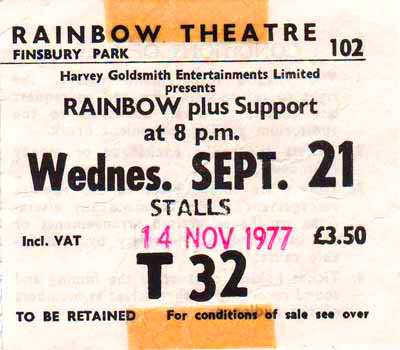 RAINBOW THEATRE
FINSBURY PARK 102
Harvey Goldsmith Entertainments Limited
presents
RAINBOW plus Support
at 8 p.m.
Wednes. SEPT. 21
STALLS
Incl. VAT 14 NOV 1977 £3.50
T 32
TO BE RETAINED For conditions of sale see over